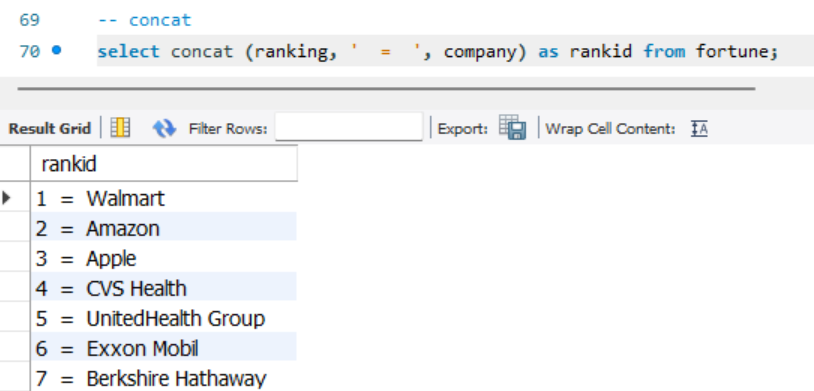 69 -- concat
70 select concat (ranking, '  =  ', company) as rankid from fortune;
Result Grid Filter Rows: Export: Wrap Cell Content: IA
rankid
1  =  Walmart
2  =  Amazon
3  =  Apple
4  =  CVS Health
5  =  UnitedHealth Group
6  =  Exxon Mobil
7  =  Berkshire Hathaway